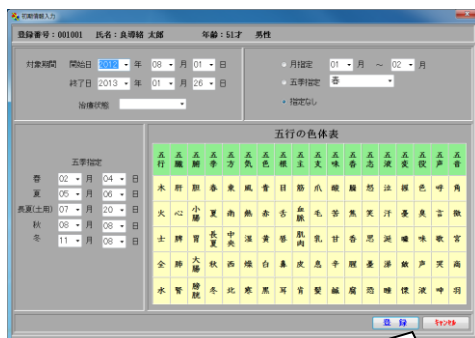 初期情報入力
登録番号：001001 氏名：良導絡 太郎 年齢：51才 男性
対象期間 開始日 2012 年 08 月 01 日
終了日 2013 年 01 月 26 日
治療状態
月指定 01 月 ～ 02 月
五季指定 春
指定なし
五季指定
春 02 月 04 日
夏 05 月 06 日
長夏(土用) 07 月 20 日
秋 08 月 08 日
冬 11 月 08 日
五行の色体表
五行 五臓 五腑 五季 五方 五気 五色 五根 五主 五支 五味 五香 五志 五液 五変 五役 五声 五音
木 肝 胆 春 東 風 青 目 筋 爪 酸 臊 怒 泣 握 色 呼 角
火 心 小腸 夏 南 熱 赤 舌 血脈 毛 苦 焦 笑 汗 憂 臭 言 徴
土 脾 胃 長夏 中央 湿 黄 唇 肌肉 乳 甘 香 思 涎 噦 味 歌 宮
金 肺 大腸 秋 西 燥 白 鼻 皮 息 辛 腥 憂 涕 欬 声 哭 商
水 腎 膀胱 冬 北 寒 黒 耳 骨 髪 鹹 腐 恐 唾 慄 液 呻 羽
登 録 キャンセル